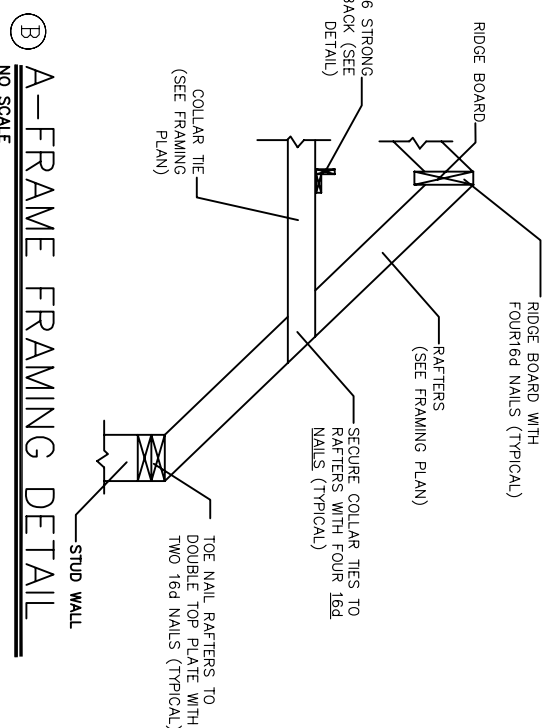 RIDGE BOARD
RIDGE BOARD WITH
FOUR16d NAILS (TYPICAL)
6 STRONG
BACK (SEE
DETAIL)
RAFTERS
(SEE FRAMING PLAN)
COLLAR TIE
(SEE FRAMING
PLAN)
SECURE COLLAR TIES TO
RAFTERS WITH FOUR 16d
NAILS (TYPICAL)
TOE NAIL RAFTERS TO
DOUBLE TOP PLATE WITH
TWO 16d NAILS (TYPICAL)
STUD WALL
B A-FRAME FRAMING DETAIL
NO SCALE